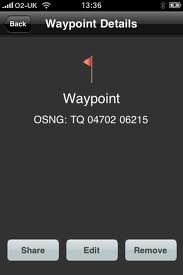 O2-UK 13:36
Back Waypoint Details
Waypoint
OSNG: TQ 04702 06215
Share Edit Remove